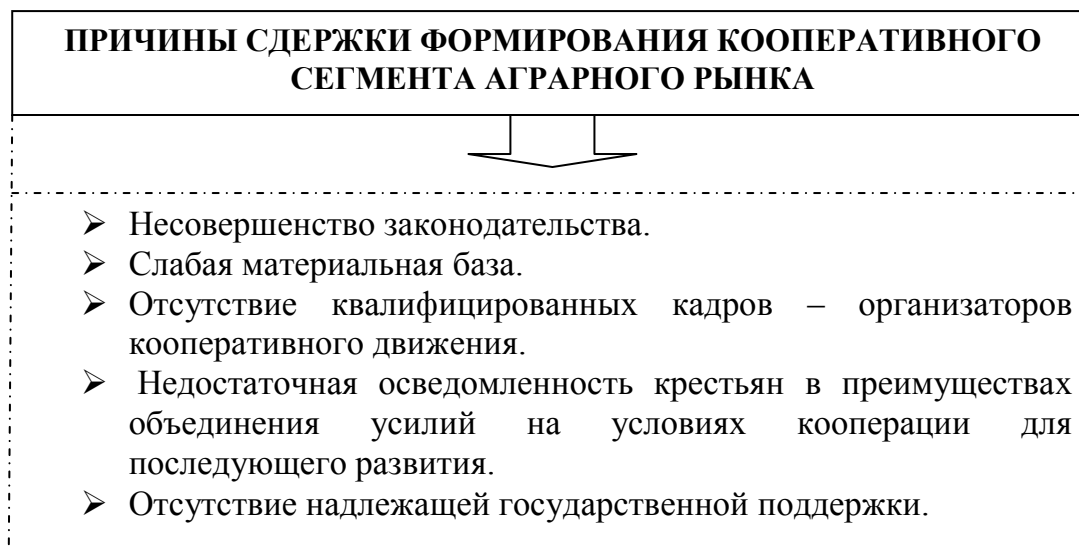 ПРИЧИНЫ СДЕРЖКИ ФОРМИРОВАНИЯ КООПЕРАТИВНОГО
СЕГМЕНТА АГРАРНОГО РЫНКА
➢ Несовершенство законодательства.
➢ Слабая материальная база.
➢ Отсутствие квалифицированных кадров – организаторов
кооперативного движения.
➢ Недостаточная осведомленность крестьян в преимуществах
объединения усилий на условиях кооперации для
последующего развития.
➢ Отсутствие надлежащей государственной поддержки.